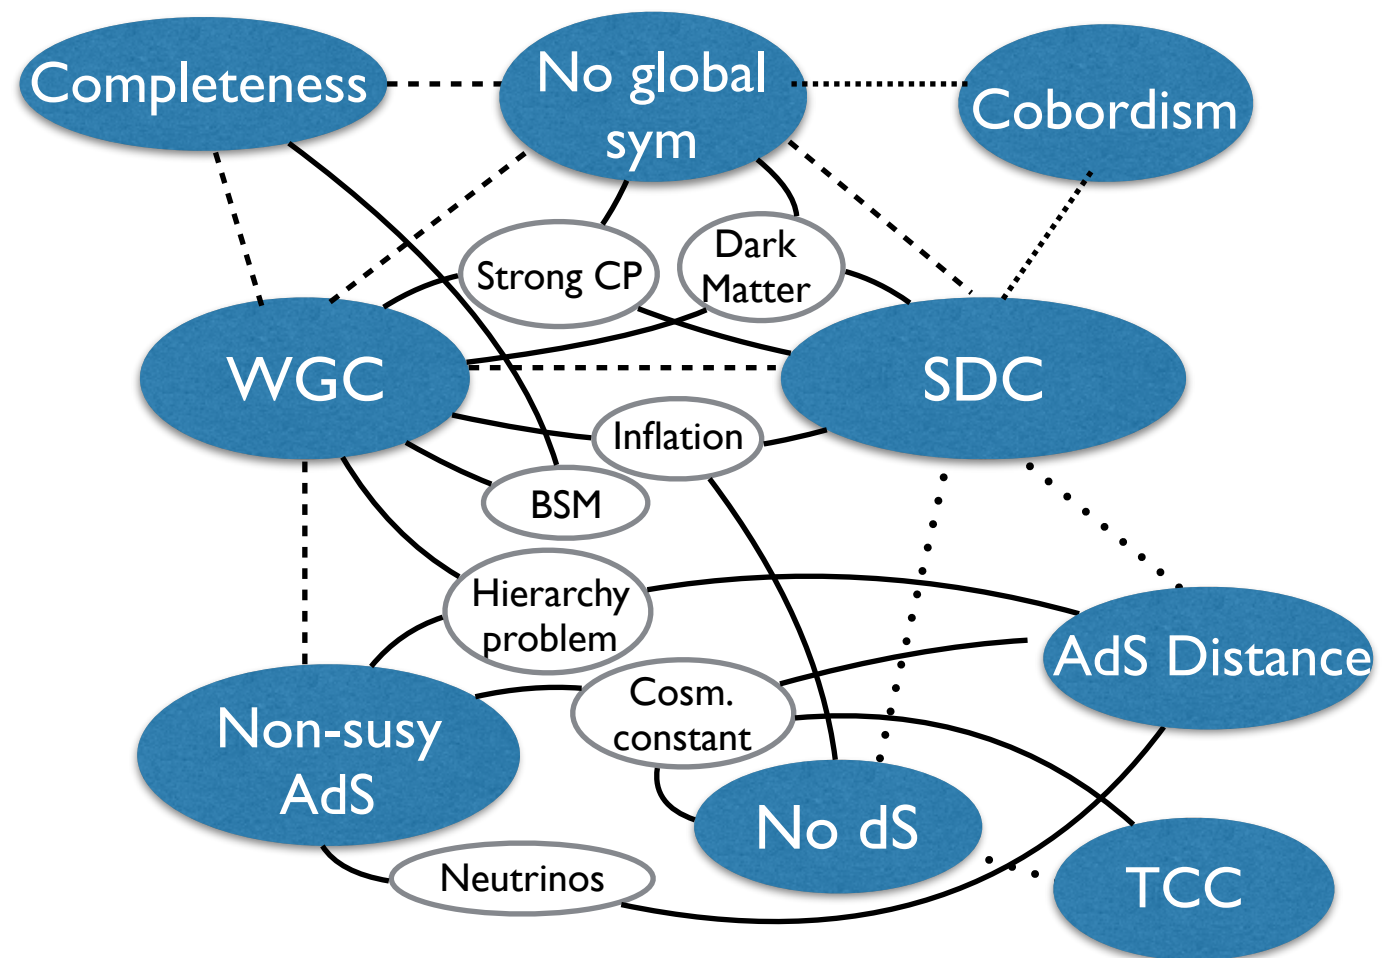 Completeness
No global
sym
Cobordism
Strong CP
Dark
Matter
WGC
SDC
Inflation
BSM
Hierarchy
problem
AdS Distance
Cosm.
constant
Non-susy
AdS
No dS
TCC
Neutrinos